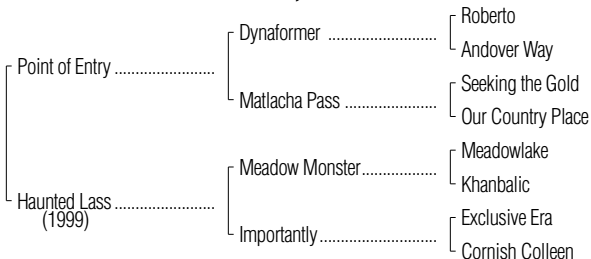 Roberto
Dynaformer ........................
Andover Way
Point of Entry ......................
Seeking the Gold
Matlacha Pass ....................
Our Country Place
Meadowlake
Meadow Monster................
Khanbalic
Haunted Lass ......................
(1999)
Exclusive Era
Importantly..........................
Cornish Colleen